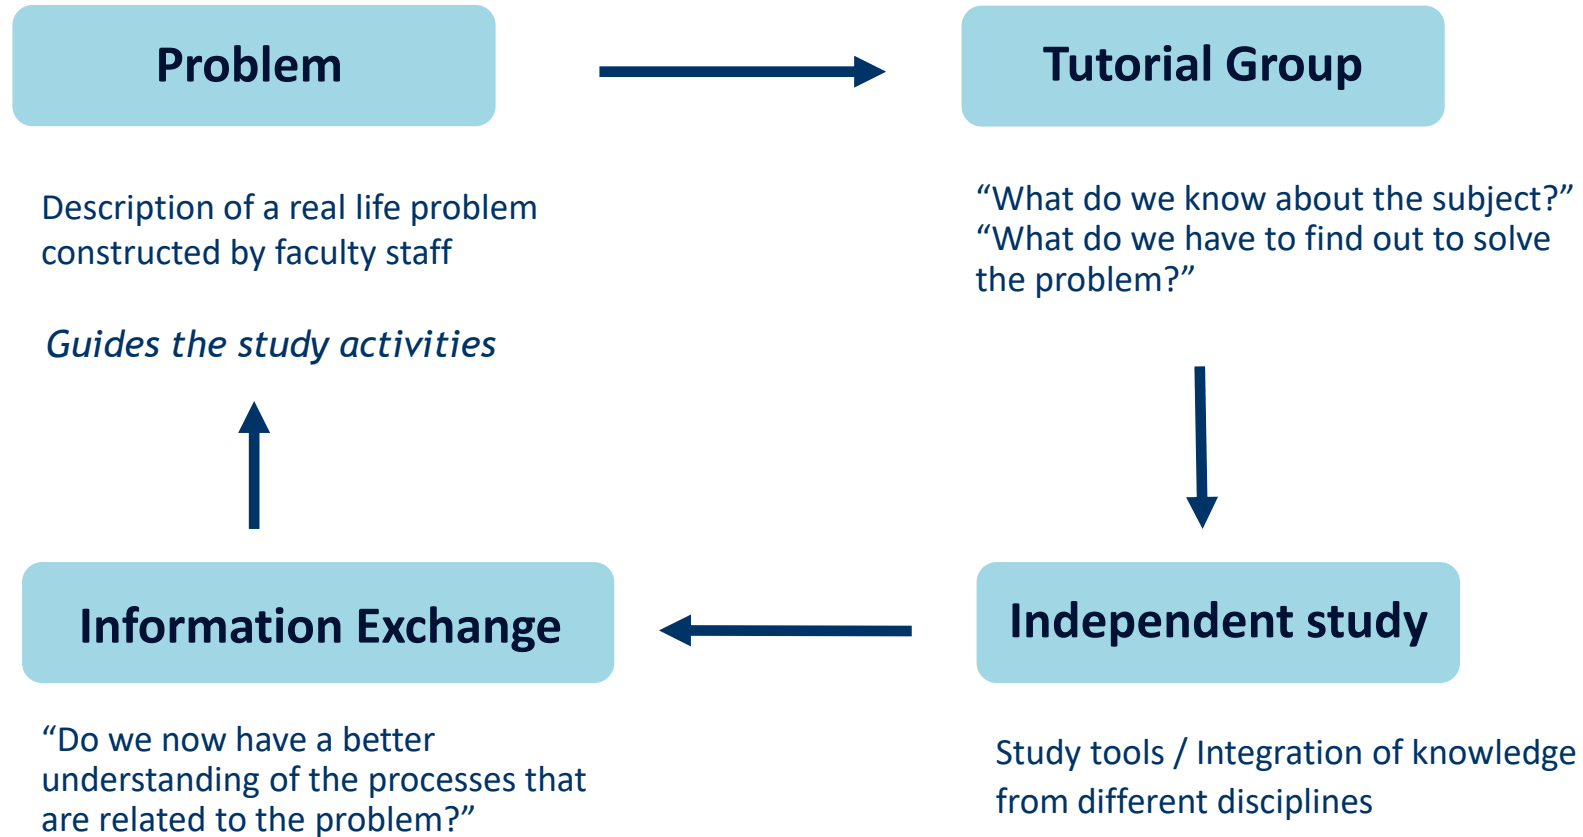 Problem
Description of a real life problem
constructed by faculty staff
Guides the study activities
Tutorial Group
“What do we know about the subject?”
“What do we have to find out to solve
the problem?”
Independent study
Study tools / Integration of knowledge
from different disciplines
Information Exchange
“Do we now have a better
understanding of the processes that
are related to the problem?”